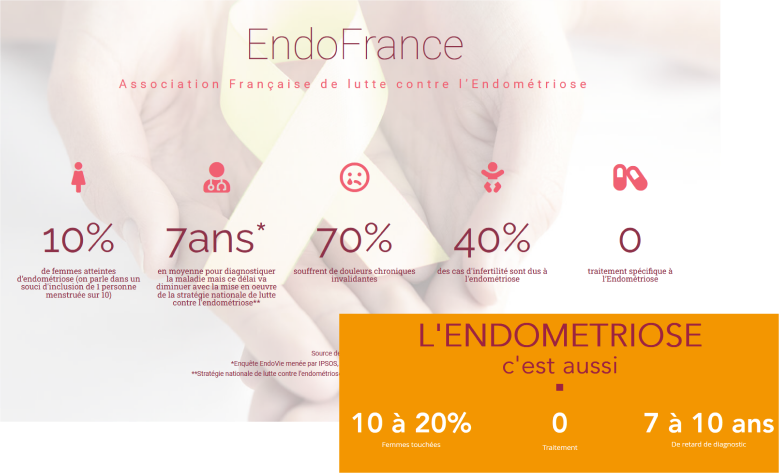 EndoFrance
Association Française de lutte contre l'Endométriose
10%
de femmes atteintes
d'endométriose (on parle dans un
souci d'inclusion de 1 personne
menstruée sur 10)
7ans*
en moyenne pour diagnostiquer
la maladie mais ce délai va
diminuer avec la mise en oeuvre
de la stratégie nationale de lutte
contre l'endométriose**
70%
souffrent de douleurs chroniques
invalidantes
40%
des cas d'infertilité sont dus à
l'endométriose
0
traitement spécifique à
l'Endométriose
Source
*Enquête EndoVie menée par IPSOS,
**Stratégie nationale de lutte contre l'endométriose
L'ENDOMETRIOSE
c'est aussi
10 à 20%
Femmes touchées
0
Traitement
7 à 10 ans
De retard de diagnostic